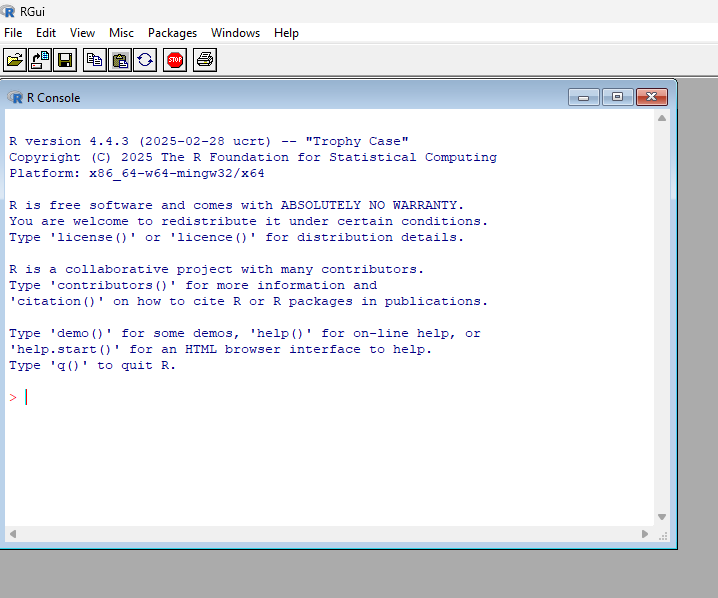 RGui
File Edit View Misc Packages Windows Help
STOP
R Console
R version 4.4.3 (2025-02-28 ucrt) -- "Trophy Case"
Copyright (C) 2025 The R Foundation for Statistical Computing
Platform: x86_64-w64-mingw32/x64
R is free software and comes with ABSOLUTELY NO WARRANTY.
You are welcome to redistribute it under certain conditions.
Type 'license()' or 'licence()' for distribution details.
R is a collaborative project with many contributors.
Type 'contributors()' for more information and
'citation()' on how to cite R or R packages in publications.
Type 'demo()' for some demos, 'help()' for on-line help, or
'help.start()' for an HTML browser interface to help.
Type 'q()' to quit R.
>